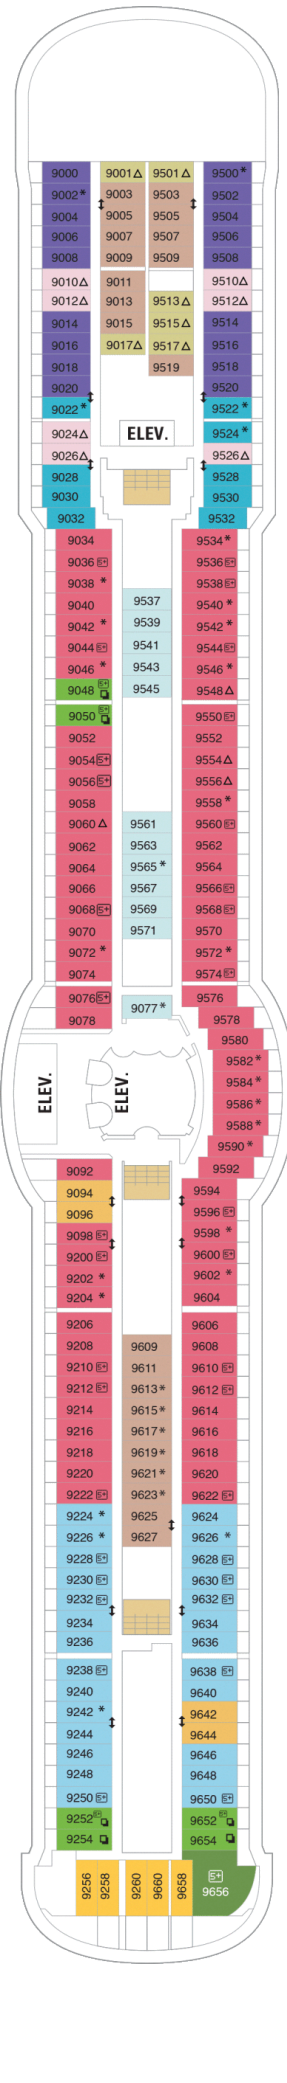 9000 9001△ 9501△ 9500*
9002* 9003 9503 9502
9004 9005 9505 9504
9006 9007 9507 9506
9008 9009 9509 9508
9010△ 9011 9510△
9012△ 9013 9513△ 9512△
9014 9015 9515△ 9514
9016 9017△ 9517△ 9516
9018 9519 9518
9020 9520
9022* 9522*
9024△ ELEV. 9524*
9026△ 9526△
9028 9528
9030 9530
9032 9532
9034 9534*
9036 S+ 9536 S+
9038 * 9538 S+
9040 9537 9540 *
9042 * 9539 9542 *
9044 S+ 9541 9544 S+
9046 * 9543 9546 *
9048 S+ 9545 9548△
9050 S+ 9550 S+
9052 9552
9054 S+ 9554△
9056 S+ 9556△
9058 9558 *
9060△ 9561 9560 S+
9062 9563 9562
9064 9565 * 9564
9066 9567 9566 S+
9068 S+ 9569 9568 S+
9070 9571 9570
9072 * 9572 *
9074 9574 S+
9076 S+ 9077 * 9576
9078 9578
9580
9582 *
9584 *
ELEV. ELEV. 9586 *
9588 *
9590 *
9092 9592
9094 9594
9096 9596 S+
9098 S+ 9598 *
9200 S+ 9600 S+
9202 * 9602 *
9204 * 9604
9206 9606
9208 9609 9608
9210 S+ 9611 9610 S+
9212 S+ 9613* 9612 S+
9214 9615* 9614
9216 9617* 9616
9218 9619* 9618
9220 9621* 9620
9222 S+ 9623* 9622 S+
9224 * 9625 9624
9226 * 9627 9626 *
9228 S+ 9628 S+
9230 S+ 9630 S+
9232 S+ 9632 S+
9234 9634
9236 9636
9238 S+ 9638 S+
9240 9640
9242 * 9642
9244 9644
9246 9646
9248 9648
9250 S+ 9650 S+
9252 S+ 9652 S+
9254 9654
9256 9258 9260 9660 9658 S+
9656